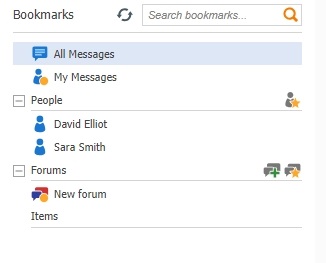 Bookmarks Search bookmarks...
All Messages
My Messages
People
David Elliot
Sara Smith
Forums
New forum
Items